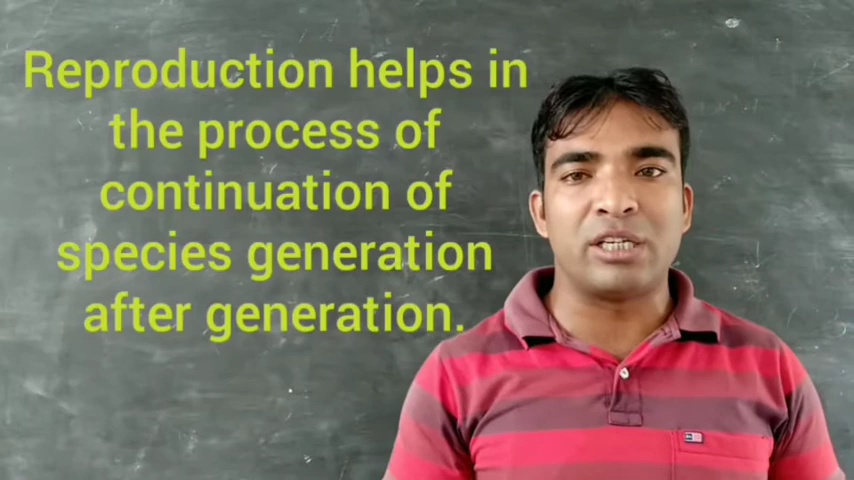 Reproduction helps in
the process of
continuation of
species generation
after generation.